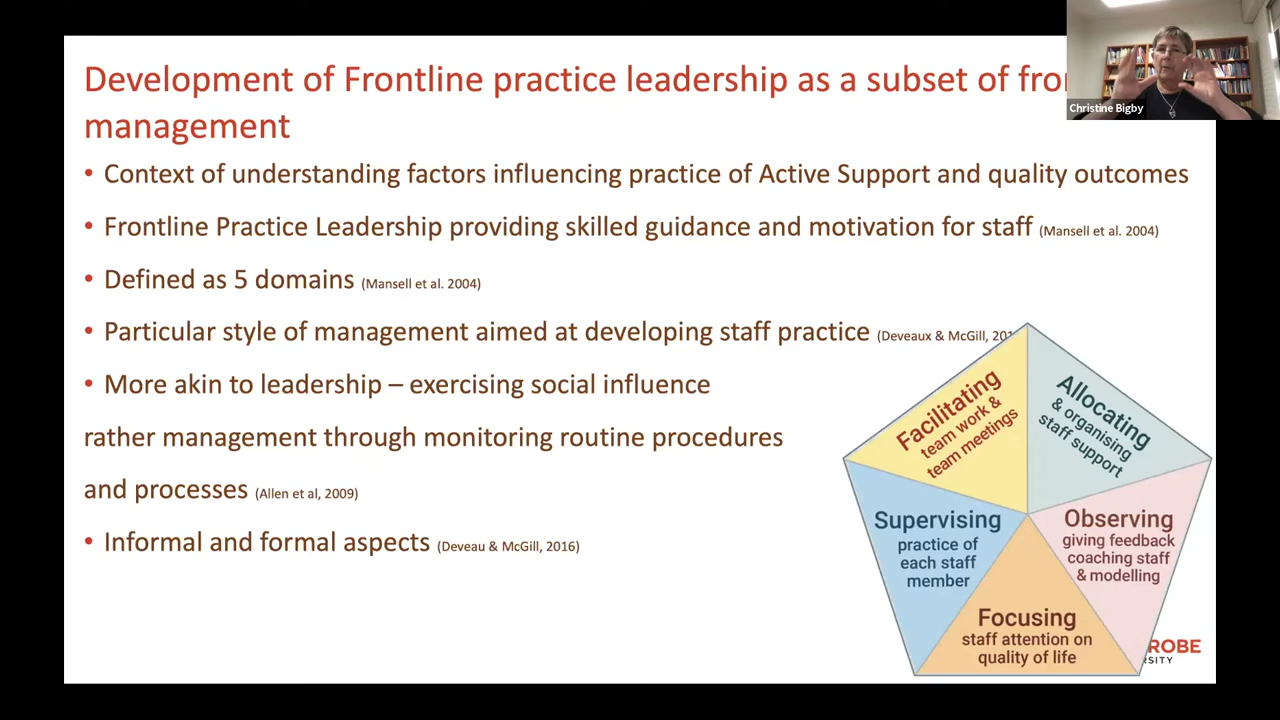 Development of Frontline practice leadership as a subset of
management
• Context of understanding factors influencing practice of Active Support and quality outcomes
• Frontline Practice Leadership providing skilled guidance and motivation for staff (Mansell et al. 2004)
• Defined as 5 domains (Mansell et al. 2004)
• Particular style of management aimed at developing staff practice (Deveaux & McGill,
• More akin to leadership – exercising social influence
rather management through monitoring routine procedures
and processes (Allen et al, 2009)
• Informal and formal aspects (Deveau & McGill, 2016)
Facilitating
team work &
team meetings
Allocating
& organising
staff support
Supervising
practice of
each staff
member
Observing
giving feedback
coaching staff
& modelling
Focusing
staff attention on
quality of life
Christine Bigby